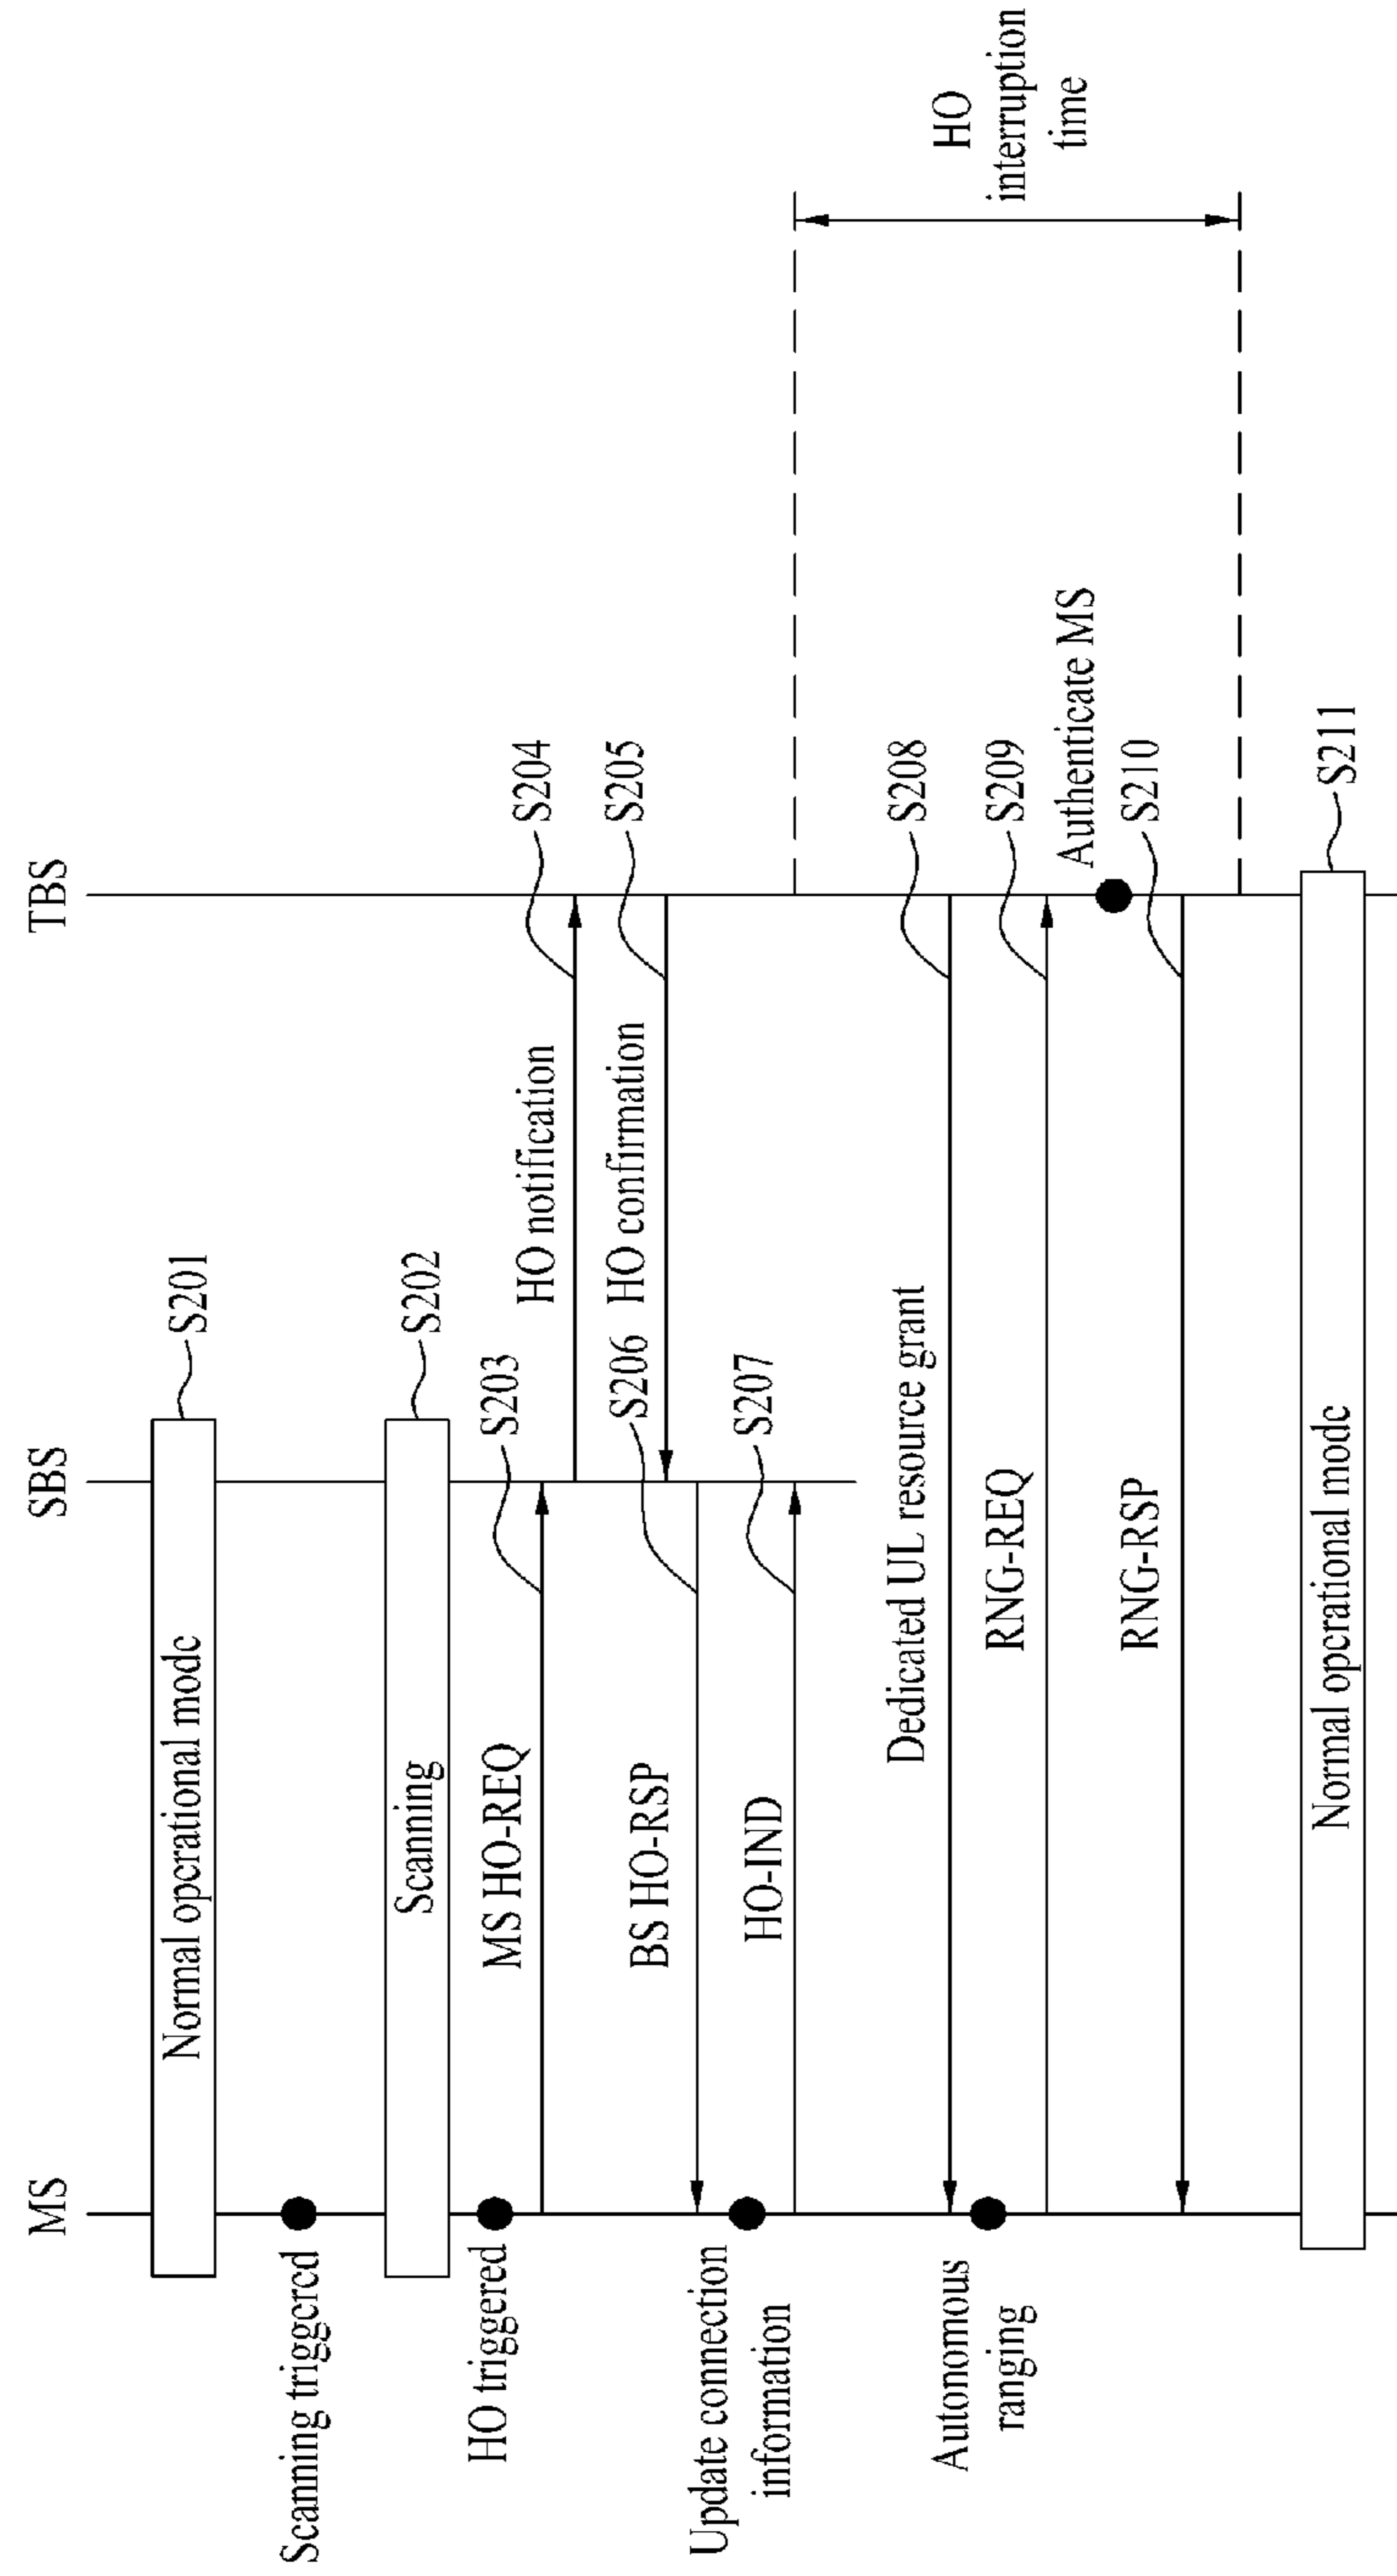 MS
SBS
TBS
Normal operational mode
S201
Scanning triggered
Scanning
S202
HO triggered
MS HO-REQ
S203
HO notification
S204
HO confirmation
S205
BS HO-RSP
S206
Update connection
information
HO-IND
S207
HO
interruption
time
Dedicated UL resource grant
S208
Autonomous
ranging
RNG-REQ
S209
Authenticate MS
RNG-RSP
S210
Normal operational mode
S211